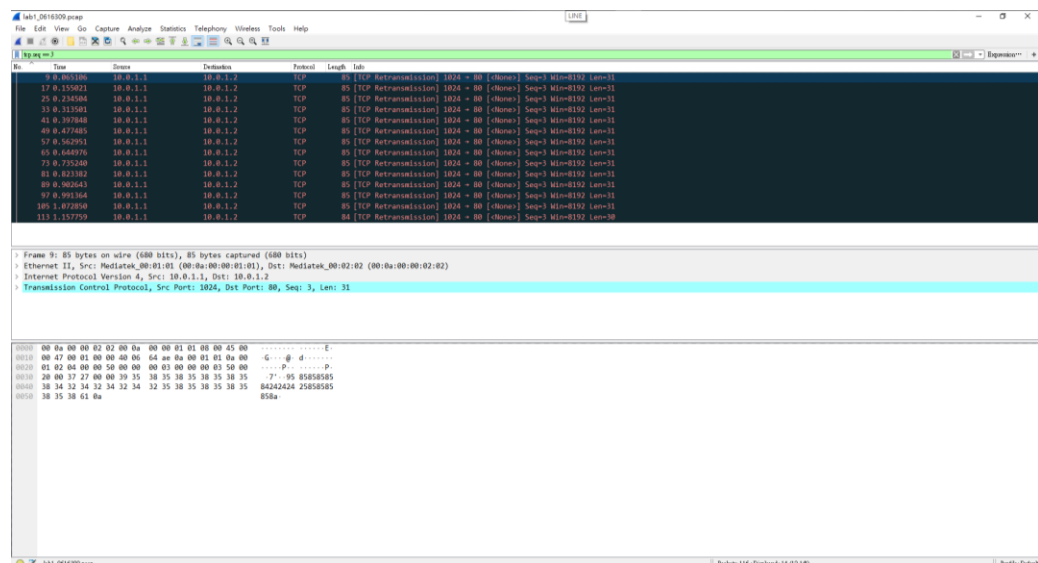 lab1_0616309.pcap
LINE
File Edit View Go Capture Analyze Statistics Telephony Wireless Tools Help
tcp.seq == 3
Expression…
No. Time Source Destination Protocol Length Info
9 0.065106 10.0.1.1 10.0.1.2 TCP 85 [TCP Retransmission] 1024 → 80 [<None>] Seq=3 Win=8192 Len=31
17 0.155021 10.0.1.1 10.0.1.2 TCP 85 [TCP Retransmission] 1024 → 80 [<None>] Seq=3 Win=8192 Len=31
25 0.234504 10.0.1.1 10.0.1.2 TCP 85 [TCP Retransmission] 1024 → 80 [<None>] Seq=3 Win=8192 Len=31
33 0.313501 10.0.1.1 10.0.1.2 TCP 85 [TCP Retransmission] 1024 → 80 [<None>] Seq=3 Win=8192 Len=31
41 0.397848 10.0.1.1 10.0.1.2 TCP 85 [TCP Retransmission] 1024 → 80 [<None>] Seq=3 Win=8192 Len=31
49 0.477485 10.0.1.1 10.0.1.2 TCP 85 [TCP Retransmission] 1024 → 80 [<None>] Seq=3 Win=8192 Len=31
57 0.562951 10.0.1.1 10.0.1.2 TCP 85 [TCP Retransmission] 1024 → 80 [<None>] Seq=3 Win=8192 Len=31
65 0.644976 10.0.1.1 10.0.1.2 TCP 85 [TCP Retransmission] 1024 → 80 [<None>] Seq=3 Win=8192 Len=31
73 0.735240 10.0.1.1 10.0.1.2 TCP 85 [TCP Retransmission] 1024 → 80 [<None>] Seq=3 Win=8192 Len=31
81 0.823382 10.0.1.1 10.0.1.2 TCP 85 [TCP Retransmission] 1024 → 80 [<None>] Seq=3 Win=8192 Len=31
89 0.902643 10.0.1.1 10.0.1.2 TCP 85 [TCP Retransmission] 1024 → 80 [<None>] Seq=3 Win=8192 Len=31
97 0.991364 10.0.1.1 10.0.1.2 TCP 85 [TCP Retransmission] 1024 → 80 [<None>] Seq=3 Win=8192 Len=31
105 1.072850 10.0.1.1 10.0.1.2 TCP 85 [TCP Retransmission] 1024 → 80 [<None>] Seq=3 Win=8192 Len=31
113 1.157759 10.0.1.1 10.0.1.2 TCP 84 [TCP Retransmission] 1024 → 80 [<None>] Seq=3 Win=8192 Len=30
> Frame 9: 85 bytes on wire (680 bits), 85 bytes captured (680 bits)
> Ethernet II, Src: Mediatek_00:01:01 (00:0a:00:00:01:01), Dst: Mediatek_00:02:02 (00:0a:00:00:02:02)
> Internet Protocol Version 4, Src: 10.0.1.1, Dst: 10.0.1.2
> Transmission Control Protocol, Src Port: 1024, Dst Port: 80, Seq: 3, Len: 31
0000 00 0a 00 00 02 02 00 0a 00 00 01 01 08 00 45 00 ········ ······E·
0010 00 47 00 01 00 00 40 06 64 ae 0a 00 01 01 0a 00 ·G····@· d·······
0020 01 02 04 00 00 50 00 00 00 03 00 00 00 03 50 00 ·····P·· ······P·
0030 20 00 37 27 00 00 39 35 38 35 38 35 38 35 38 35 ·7'··95 85858585
0040 38 34 32 34 32 34 32 34 32 35 38 35 38 35 38 35 84242424 25858585
0050 38 35 38 61 0a 858a·